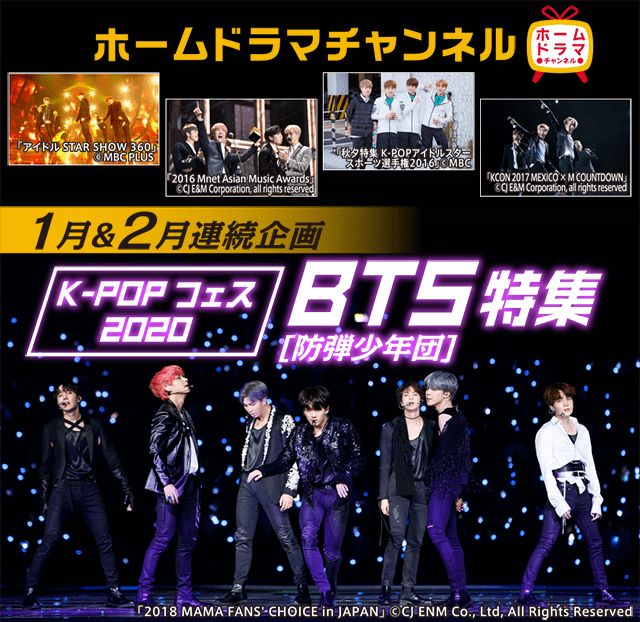 ホームドラマチャンネル
ホーム
ドラマ
チャンネル
「アイドル STAR SHOW 360」
©MBC PLUS
「2016 Mnet Asian Music Awards」
©CJ E&M Corporation, all rights reserved
「秋夕特集 K-POPアイドルスター
スポーツ選手権2016」© MBC
「KCON 2017 MEXICO × M COUNTDOWN」
©CJ E&M Corporation, all rights reserved
1月&2月連続企画
K-POP フェス
2020
BTS 特集
[防弾少年団]
「2018 MAMA FANS' CHOICE in JAPAN」 ©CJ ENM Co., Ltd, All Rights Reserved